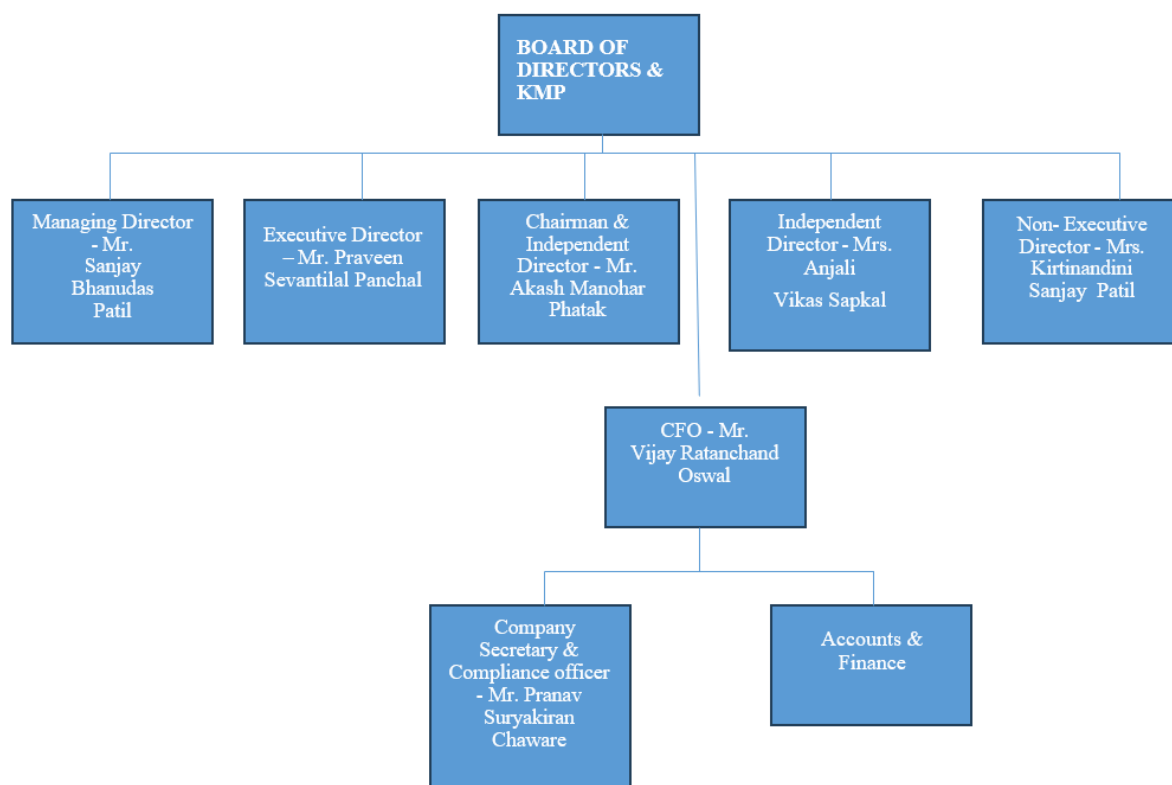 BOARD OF
DIRECTORS &
KMP
Managing Director
- Mr.
Sanjay
Bhanudas
Patil
Executive Director
– Mr. Praveen
Sevantilal Panchal
Chairman &
Independent
Director - Mr.
Akash Manohar
Phatak
Independent
Director - Mrs.
Anjali
Vikas Sapkal
Non- Executive
Director - Mrs.
Kirtinandini
Sanjay Patil
CFO - Mr.
Vijay Ratanchand
Oswal
Company
Secretary &
Compliance officer
- Mr. Pranav
Suryakiran
Chaware
Accounts &
Finance